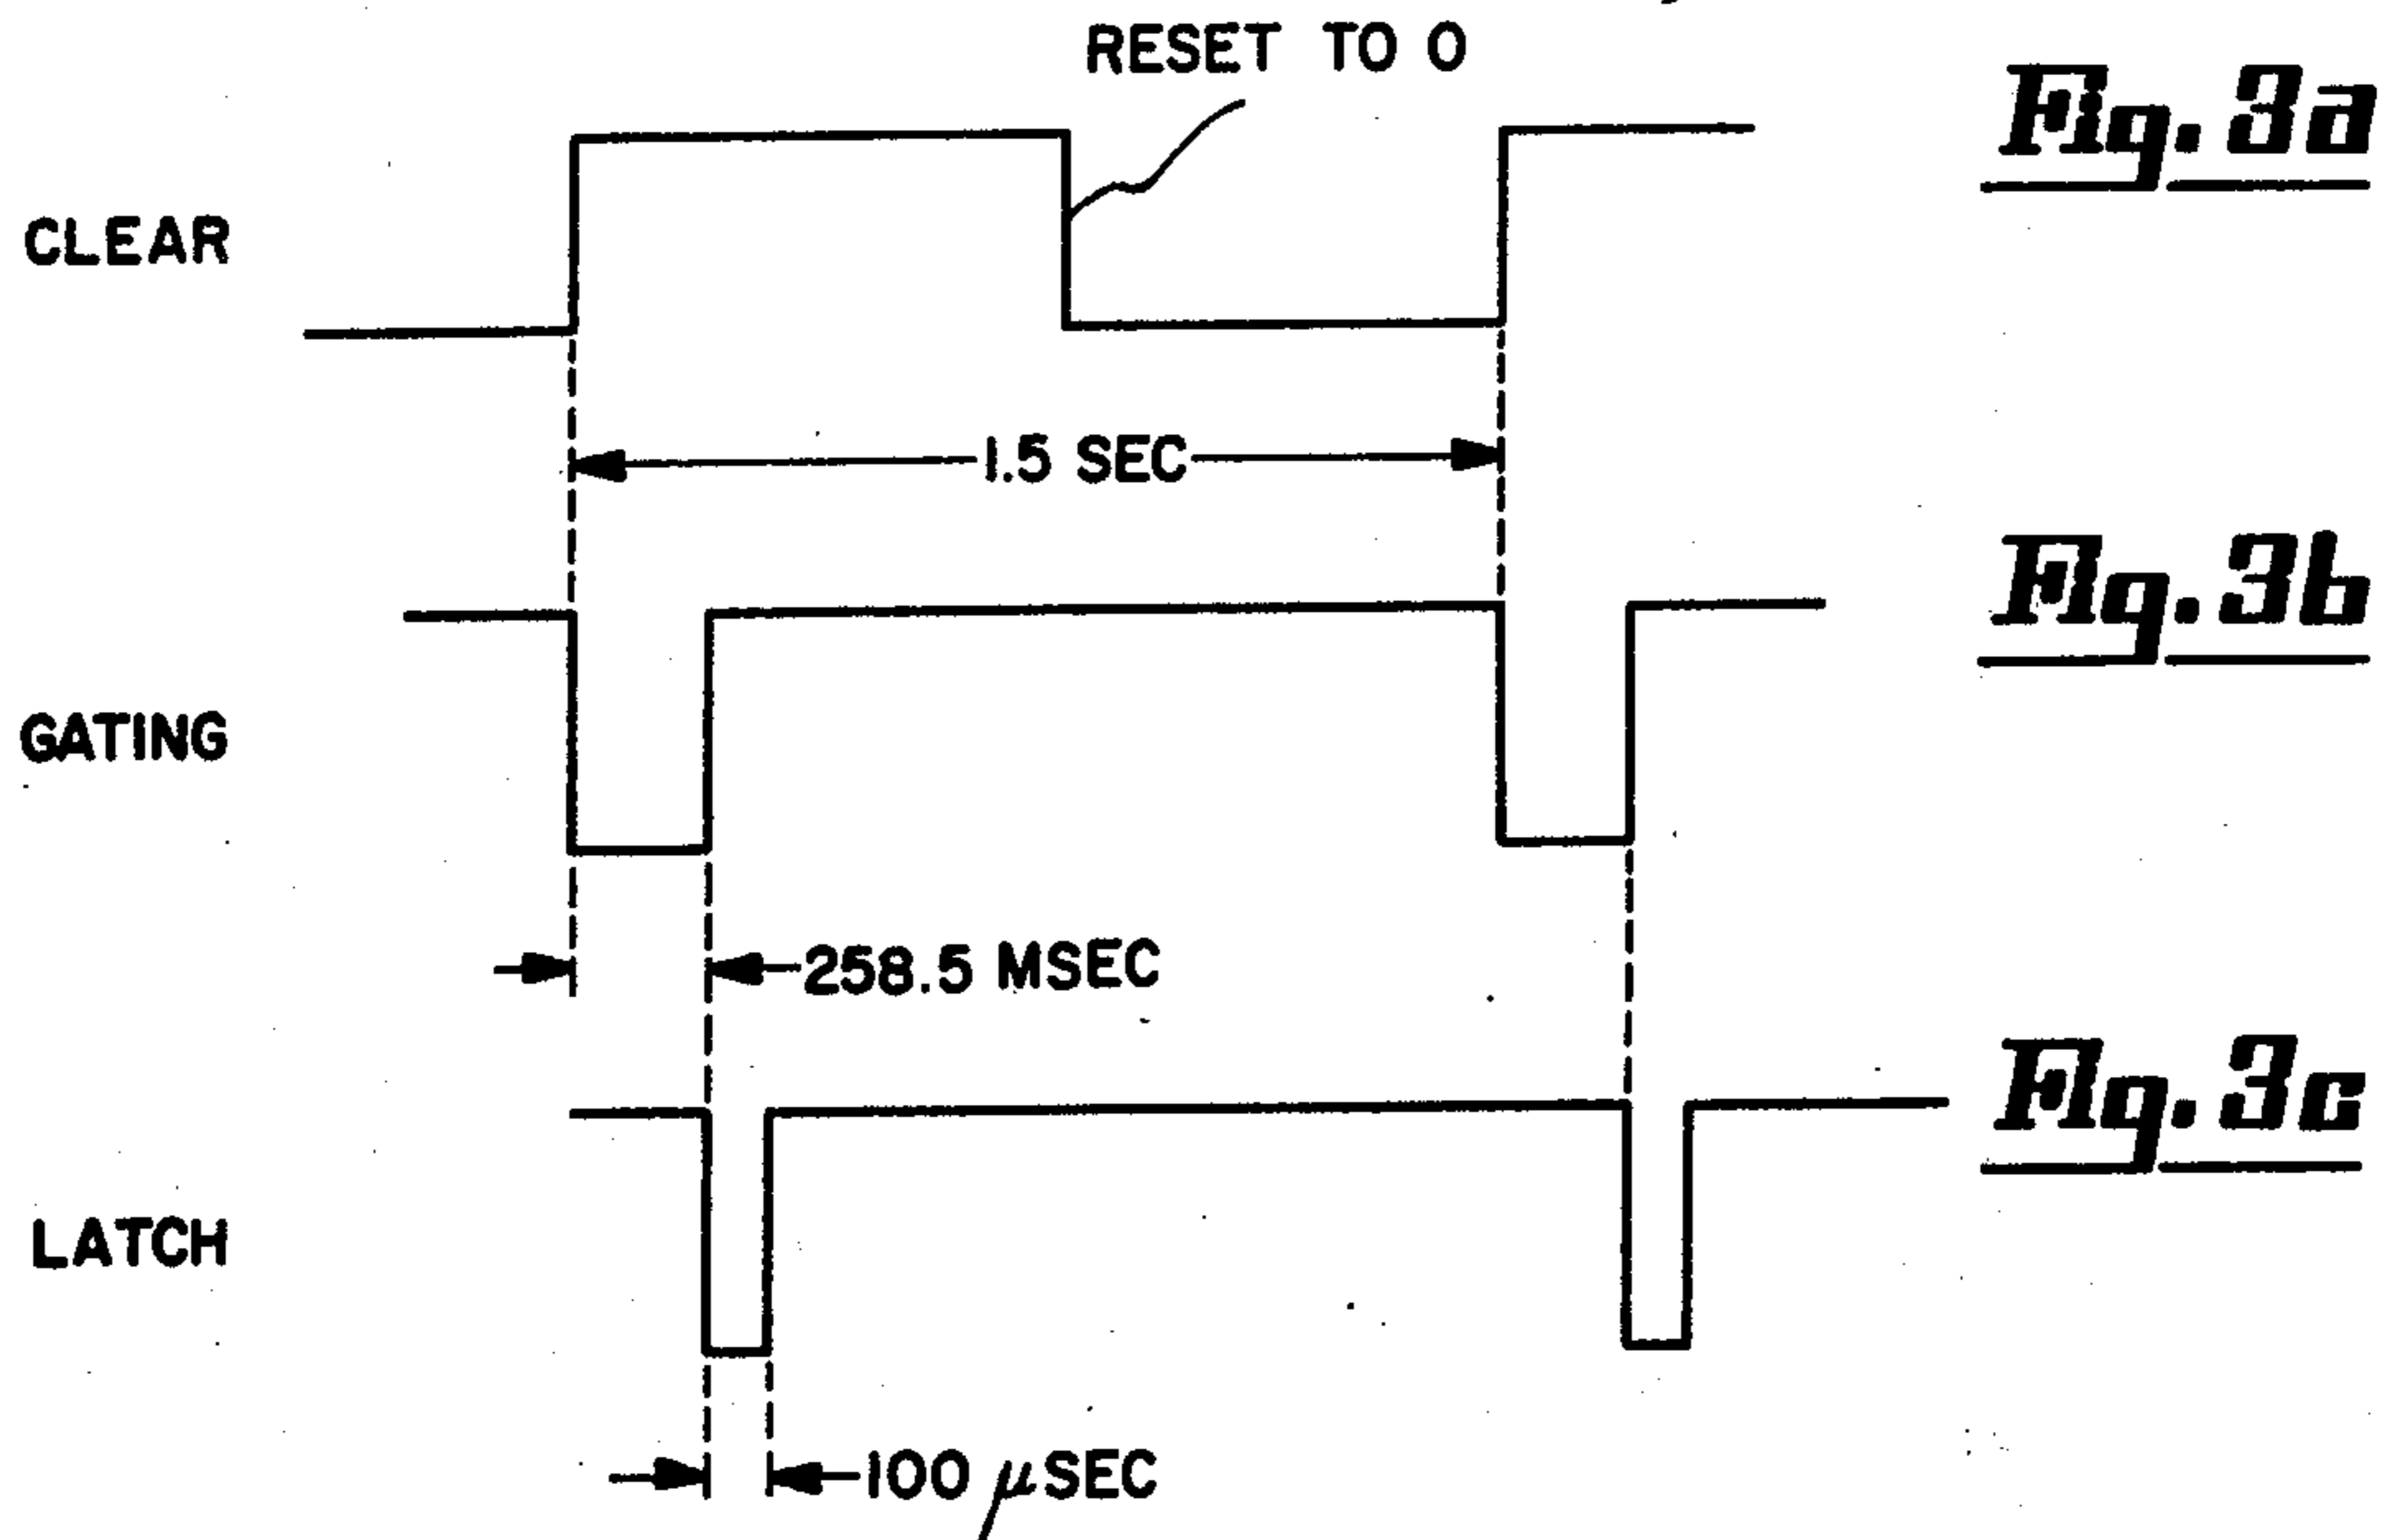 RESET TO 0
Fig. 3a
CLEAR
1.5 SEC
Fig. 3b
GATING
258.5 MSEC
Fig. 3c
LATCH
100 µSEC